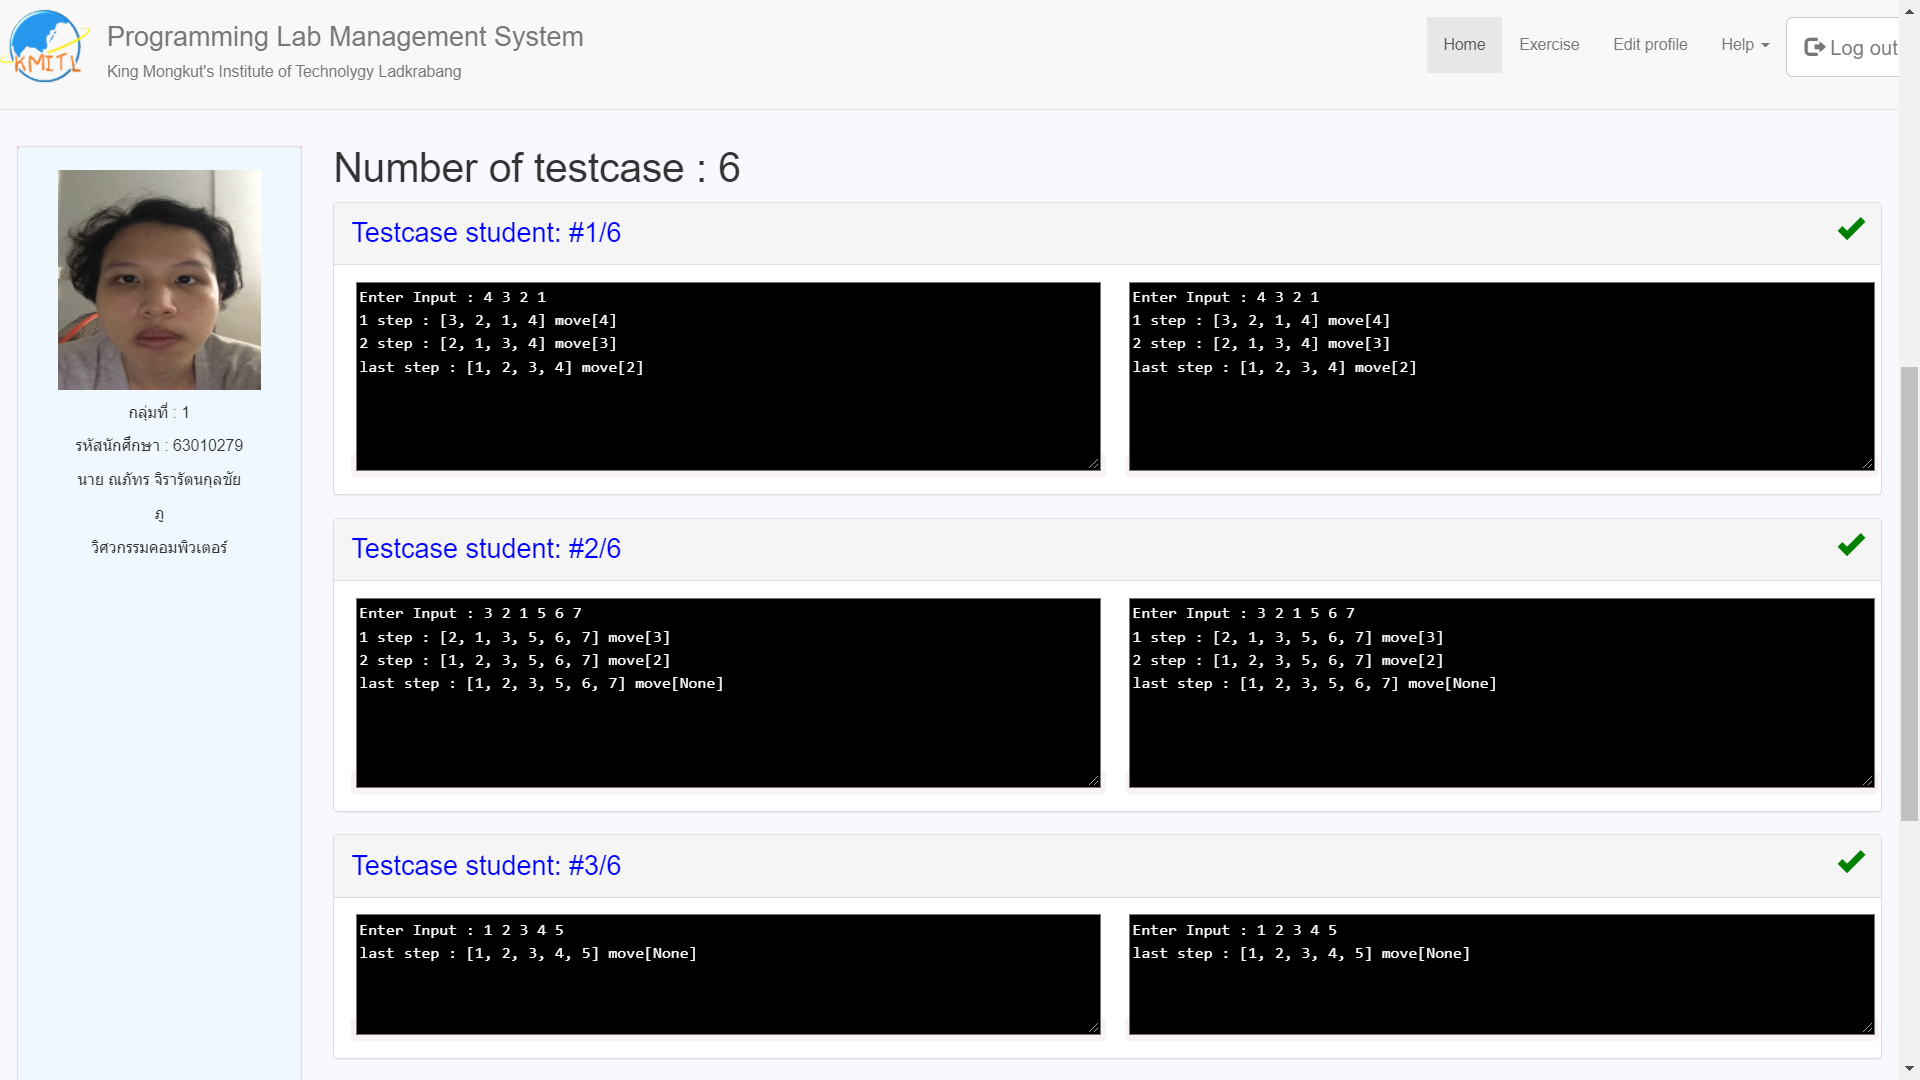 KMITL
Programming Lab Management System
King Mongkut's Institute of Technolygy Ladkrabang
Home
Exercise
Edit profile
Help
Log out
กลุ่มที่ : 1
รหัสนักศึกษา : 63010279
นาย ณภัทร จิรารัตนกุลชัย
ภู
วิศวกรรมคอมพิวเตอร์
Number of testcase : 6
Testcase student: #1/6
Enter Input : 4 3 2 1
1 step : [3, 2, 1, 4] move[4]
2 step : [2, 1, 3, 4] move[3]
last step : [1, 2, 3, 4] move[2]
Enter Input : 4 3 2 1
1 step : [3, 2, 1, 4] move[4]
2 step : [2, 1, 3, 4] move[3]
last step : [1, 2, 3, 4] move[2]
Testcase student: #2/6
Enter Input : 3 2 1 5 6 7
1 step : [2, 1, 3, 5, 6, 7] move[3]
2 step : [1, 2, 3, 5, 6, 7] move[2]
last step : [1, 2, 3, 5, 6, 7] move[None]
Enter Input : 3 2 1 5 6 7
1 step : [2, 1, 3, 5, 6, 7] move[3]
2 step : [1, 2, 3, 5, 6, 7] move[2]
last step : [1, 2, 3, 5, 6, 7] move[None]
Testcase student: #3/6
Enter Input : 1 2 3 4 5
last step : [1, 2, 3, 4, 5] move[None]
Enter Input : 1 2 3 4 5
last step : [1, 2, 3, 4, 5] move[None]